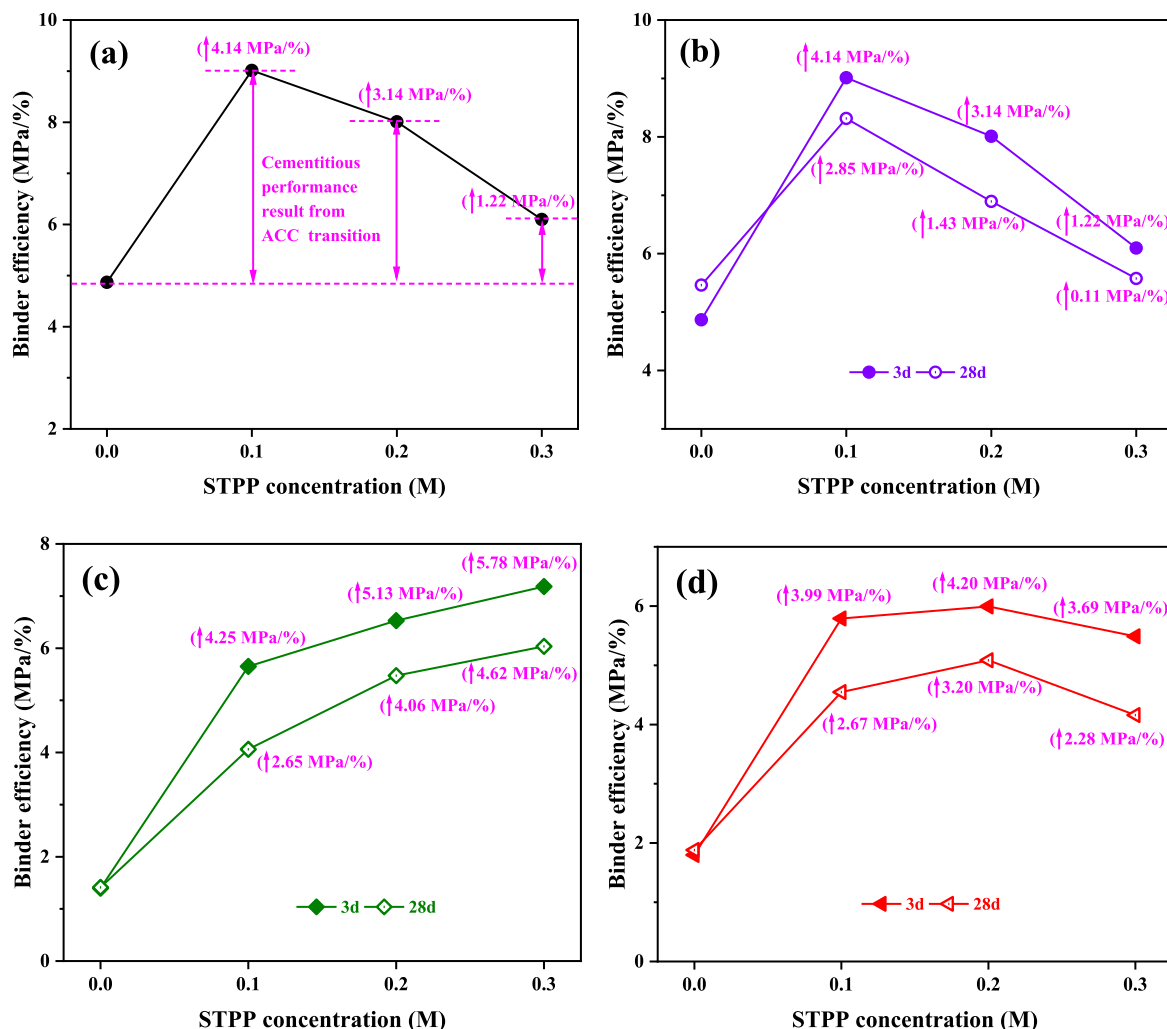 (a)
Binder efficiency (MPa/%)
10
8
6
4
2
(↑4.14 MPa/%)
(↑3.14 MPa/%)
(↑1.22 MPa/%)
Cementitious
performance
result from
ACC transition
0.0 0.1 0.2 0.3
STPP concentration (M)
(b)
Binder efficiency (MPa/%)
10
8
6
4
(↑4.14 MPa/%)
(↑3.14 MPa/%)
(↑2.85 MPa/%)
(↑1.43 MPa/%)
(↑1.22 MPa/%)
(↑0.11 MPa/%)
3d 28d
0.0 0.1 0.2 0.3
STPP concentration (M)
(c)
Binder efficiency (MPa/%)
8
6
4
2
0
(↑5.78 MPa/%)
(↑5.13 MPa/%)
(↑4.25 MPa/%)
(↑4.62 MPa/%)
(↑4.06 MPa/%)
(↑2.65 MPa/%)
3d 28d
0.0 0.1 0.2 0.3
STPP concentration (M)
(d)
Binder efficiency (MPa/%)
6
4
2
0
(↑3.99 MPa/%)
(↑4.20 MPa/%)
(↑3.69 MPa/%)
(↑3.20 MPa/%)
(↑2.67 MPa/%)
(↑2.28 MPa/%)
3d 28d
0.0 0.1 0.2 0.3
STPP concentration (M)